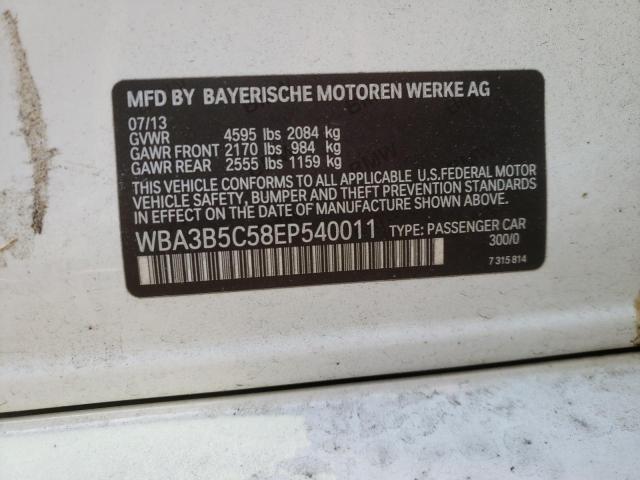 MFD BY BAYERISCHE MOTOREN WERKE AG
07/13
GVWR 4595 lbs 2084 kg
GAWR FRONT 2170 lbs 984 kg
GAWR REAR 2555 lbs 1159 kg
THIS VEHICLE CONFORMS TO ALL APPLICABLE U.S.FEDERAL MOTOR
VEHICLE SAFETY, BUMPER AND THEFT PREVENTION STANDARDS
IN EFFECT ON THE DATE OF MANUFACTURE SHOWN ABOVE.
WBA3B5C58EP540011 TYPE: PASSENGER CAR
300/0
7 315 814